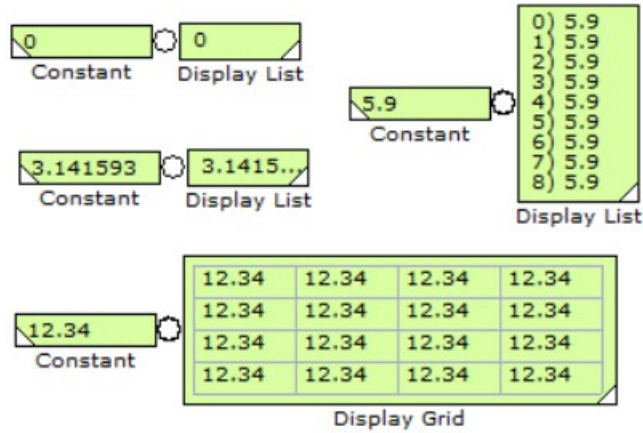 0
Constant
0
Display List
3.141593
Constant
3.1415...
Display List
5.9
Constant
0) 5.9
1) 5.9
2) 5.9
3) 5.9
4) 5.9
5) 5.9
6) 5.9
7) 5.9
8) 5.9
Display List
12.34
Constant
12.34 12.34 12.34 12.34
12.34 12.34 12.34 12.34
12.34 12.34 12.34 12.34
12.34 12.34 12.34 12.34
Display Grid